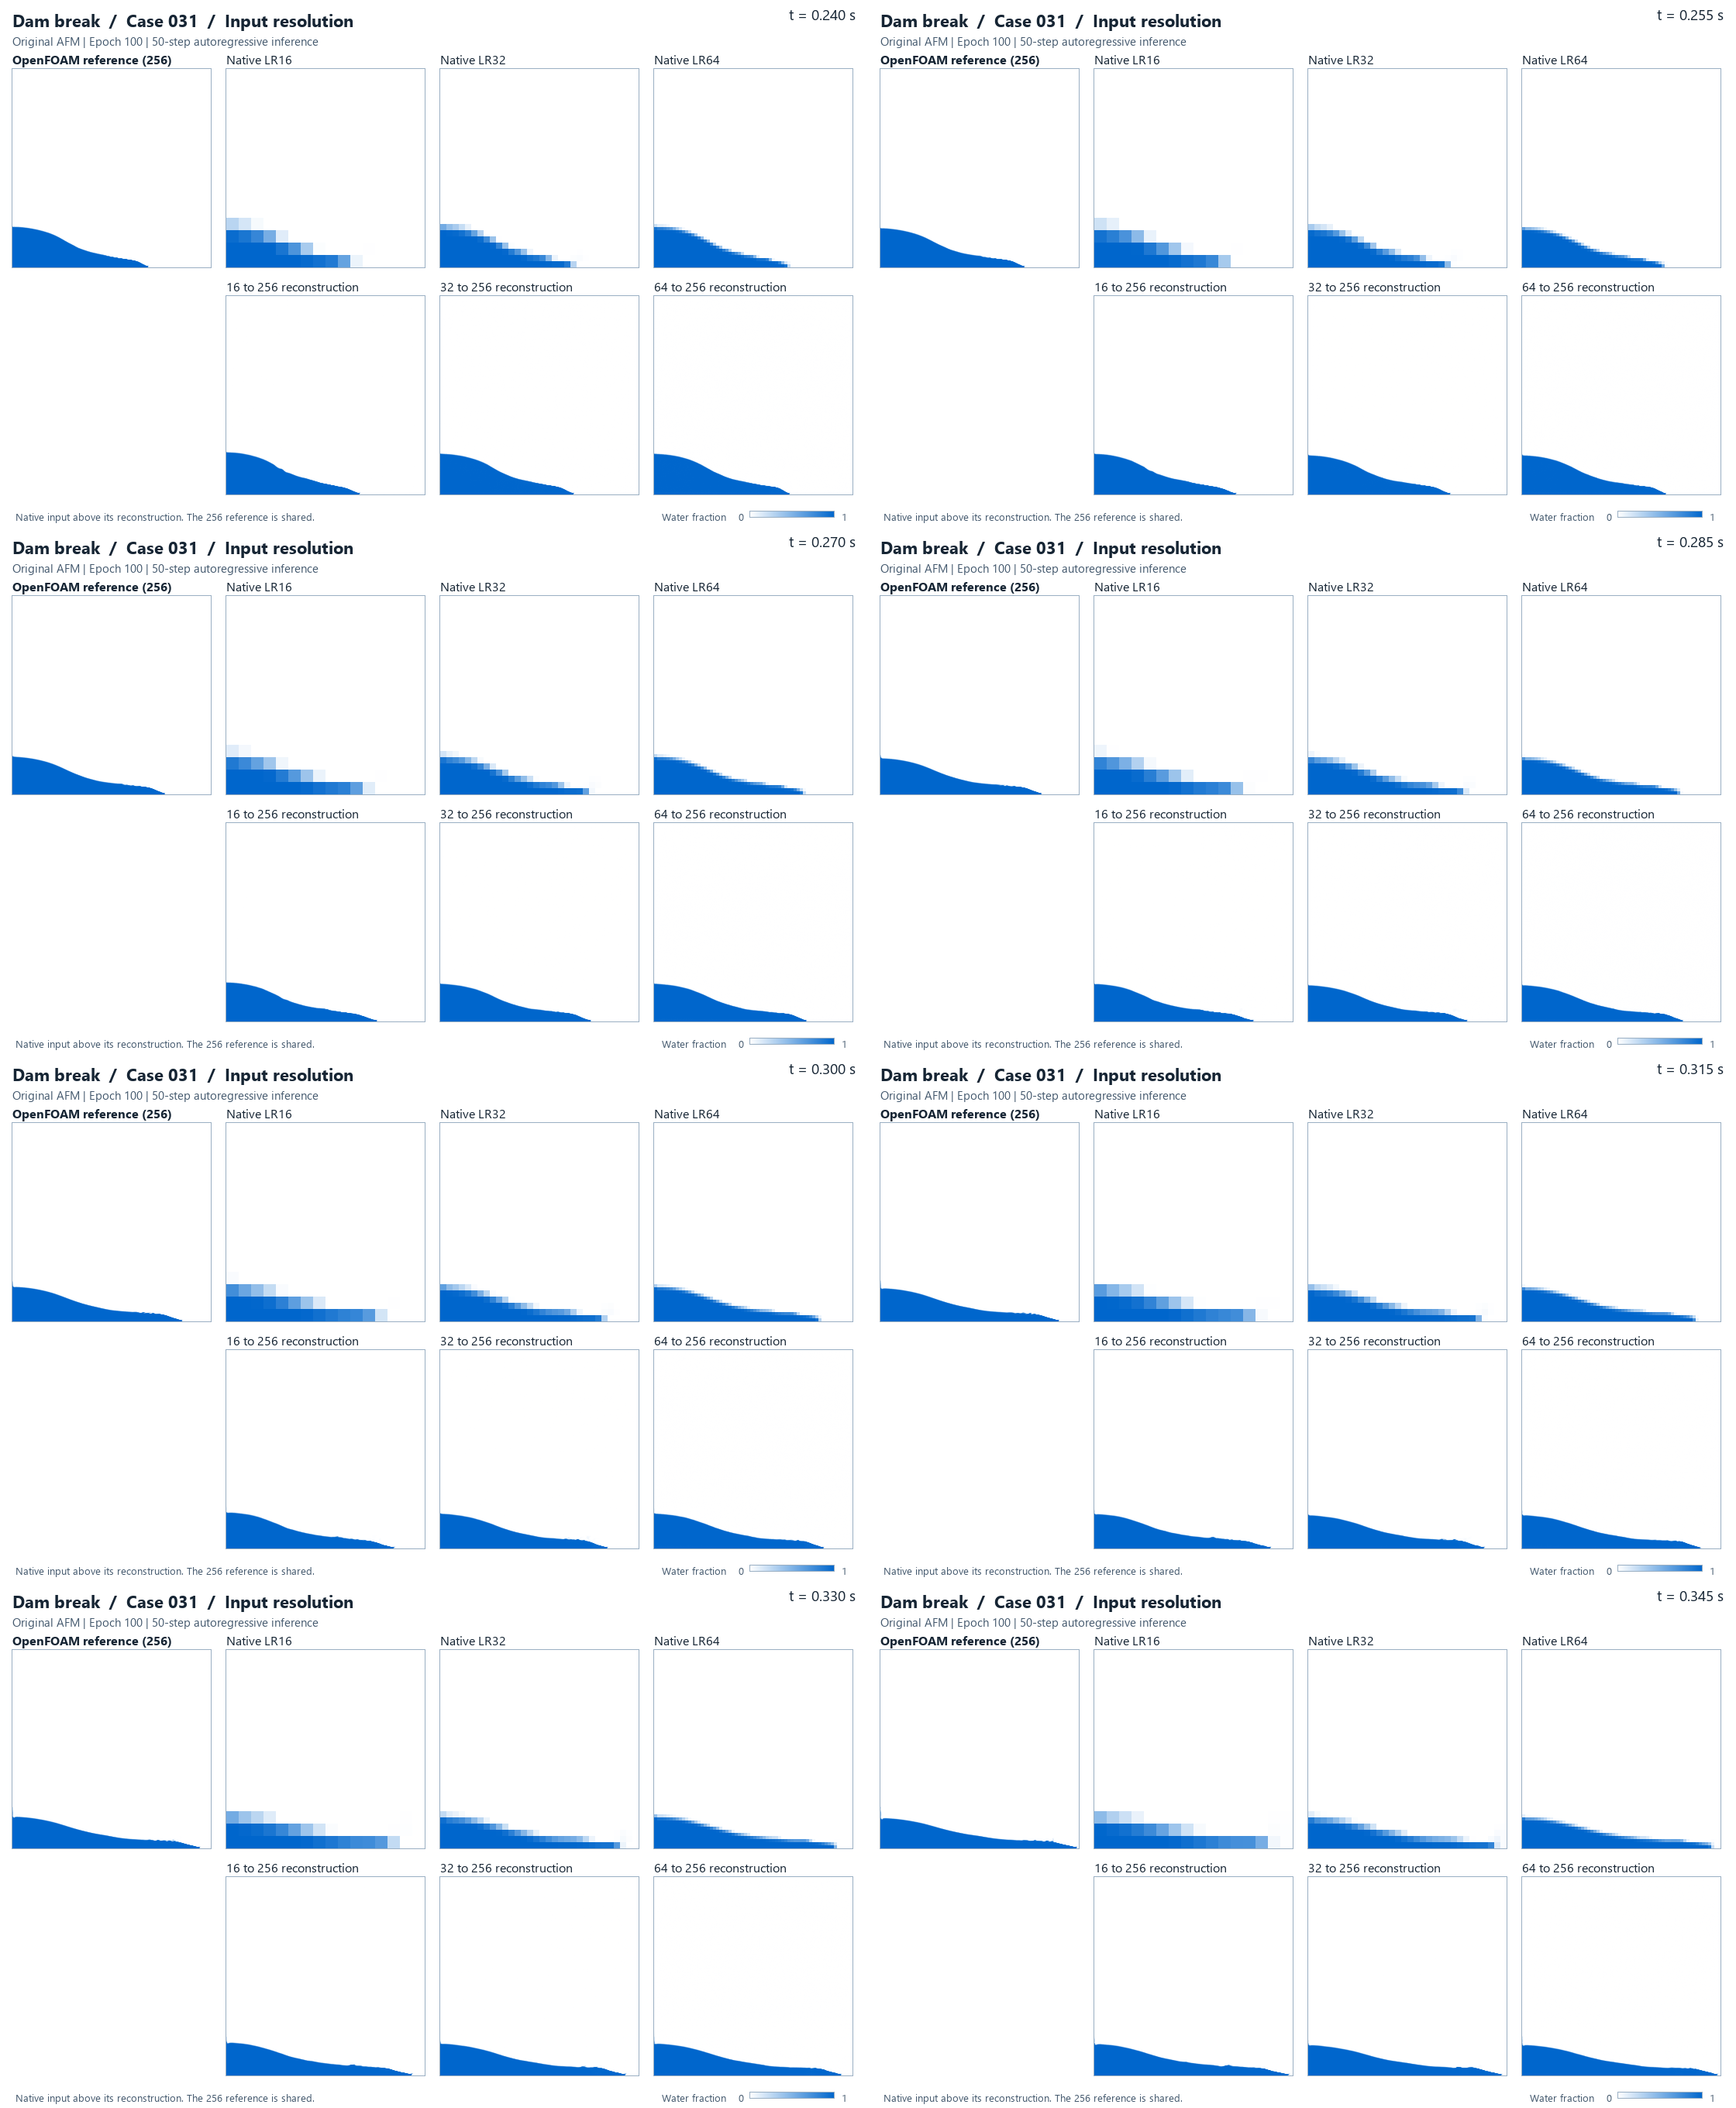 Dam break / Case 031 / Input resolution
t = 0.240 s
Original AFM | Epoch 100 | 50-step autoregressive inference
OpenFOAM reference (256)
Native LR16
Native LR32
Native LR64
16 to 256 reconstruction
32 to 256 reconstruction
64 to 256 reconstruction
Native input above its reconstruction. The 256 reference is shared.
Water fraction 0 1
Dam break / Case 031 / Input resolution
t = 0.255 s
Original AFM | Epoch 100 | 50-step autoregressive inference
OpenFOAM reference (256)
Native LR16
Native LR32
Native LR64
16 to 256 reconstruction
32 to 256 reconstruction
64 to 256 reconstruction
Native input above its reconstruction. The 256 reference is shared.
Water fraction 0 1
Dam break / Case 031 / Input resolution
t = 0.270 s
Original AFM | Epoch 100 | 50-step autoregressive inference
OpenFOAM reference (256)
Native LR16
Native LR32
Native LR64
16 to 256 reconstruction
32 to 256 reconstruction
64 to 256 reconstruction
Native input above its reconstruction. The 256 reference is shared.
Water fraction 0 1
Dam break / Case 031 / Input resolution
t = 0.285 s
Original AFM | Epoch 100 | 50-step autoregressive inference
OpenFOAM reference (256)
Native LR16
Native LR32
Native LR64
16 to 256 reconstruction
32 to 256 reconstruction
64 to 256 reconstruction
Native input above its reconstruction. The 256 reference is shared.
Water fraction 0 1
Dam break / Case 031 / Input resolution
t = 0.300 s
Original AFM | Epoch 100 | 50-step autoregressive inference
OpenFOAM reference (256)
Native LR16
Native LR32
Native LR64
16 to 256 reconstruction
32 to 256 reconstruction
64 to 256 reconstruction
Native input above its reconstruction. The 256 reference is shared.
Water fraction 0 1
Dam break / Case 031 / Input resolution
t = 0.315 s
Original AFM | Epoch 100 | 50-step autoregressive inference
OpenFOAM reference (256)
Native LR16
Native LR32
Native LR64
16 to 256 reconstruction
32 to 256 reconstruction
64 to 256 reconstruction
Native input above its reconstruction. The 256 reference is shared.
Water fraction 0 1
Dam break / Case 031 / Input resolution
t = 0.330 s
Original AFM | Epoch 100 | 50-step autoregressive inference
OpenFOAM reference (256)
Native LR16
Native LR32
Native LR64
16 to 256 reconstruction
32 to 256 reconstruction
64 to 256 reconstruction
Native input above its reconstruction. The 256 reference is shared.
Water fraction 0 1
Dam break / Case 031 / Input resolution
t = 0.345 s
Original AFM | Epoch 100 | 50-step autoregressive inference
OpenFOAM reference (256)
Native LR16
Native LR32
Native LR64
16 to 256 reconstruction
32 to 256 reconstruction
64 to 256 reconstruction
Native input above its reconstruction. The 256 reference is shared.
Water fraction 0 1